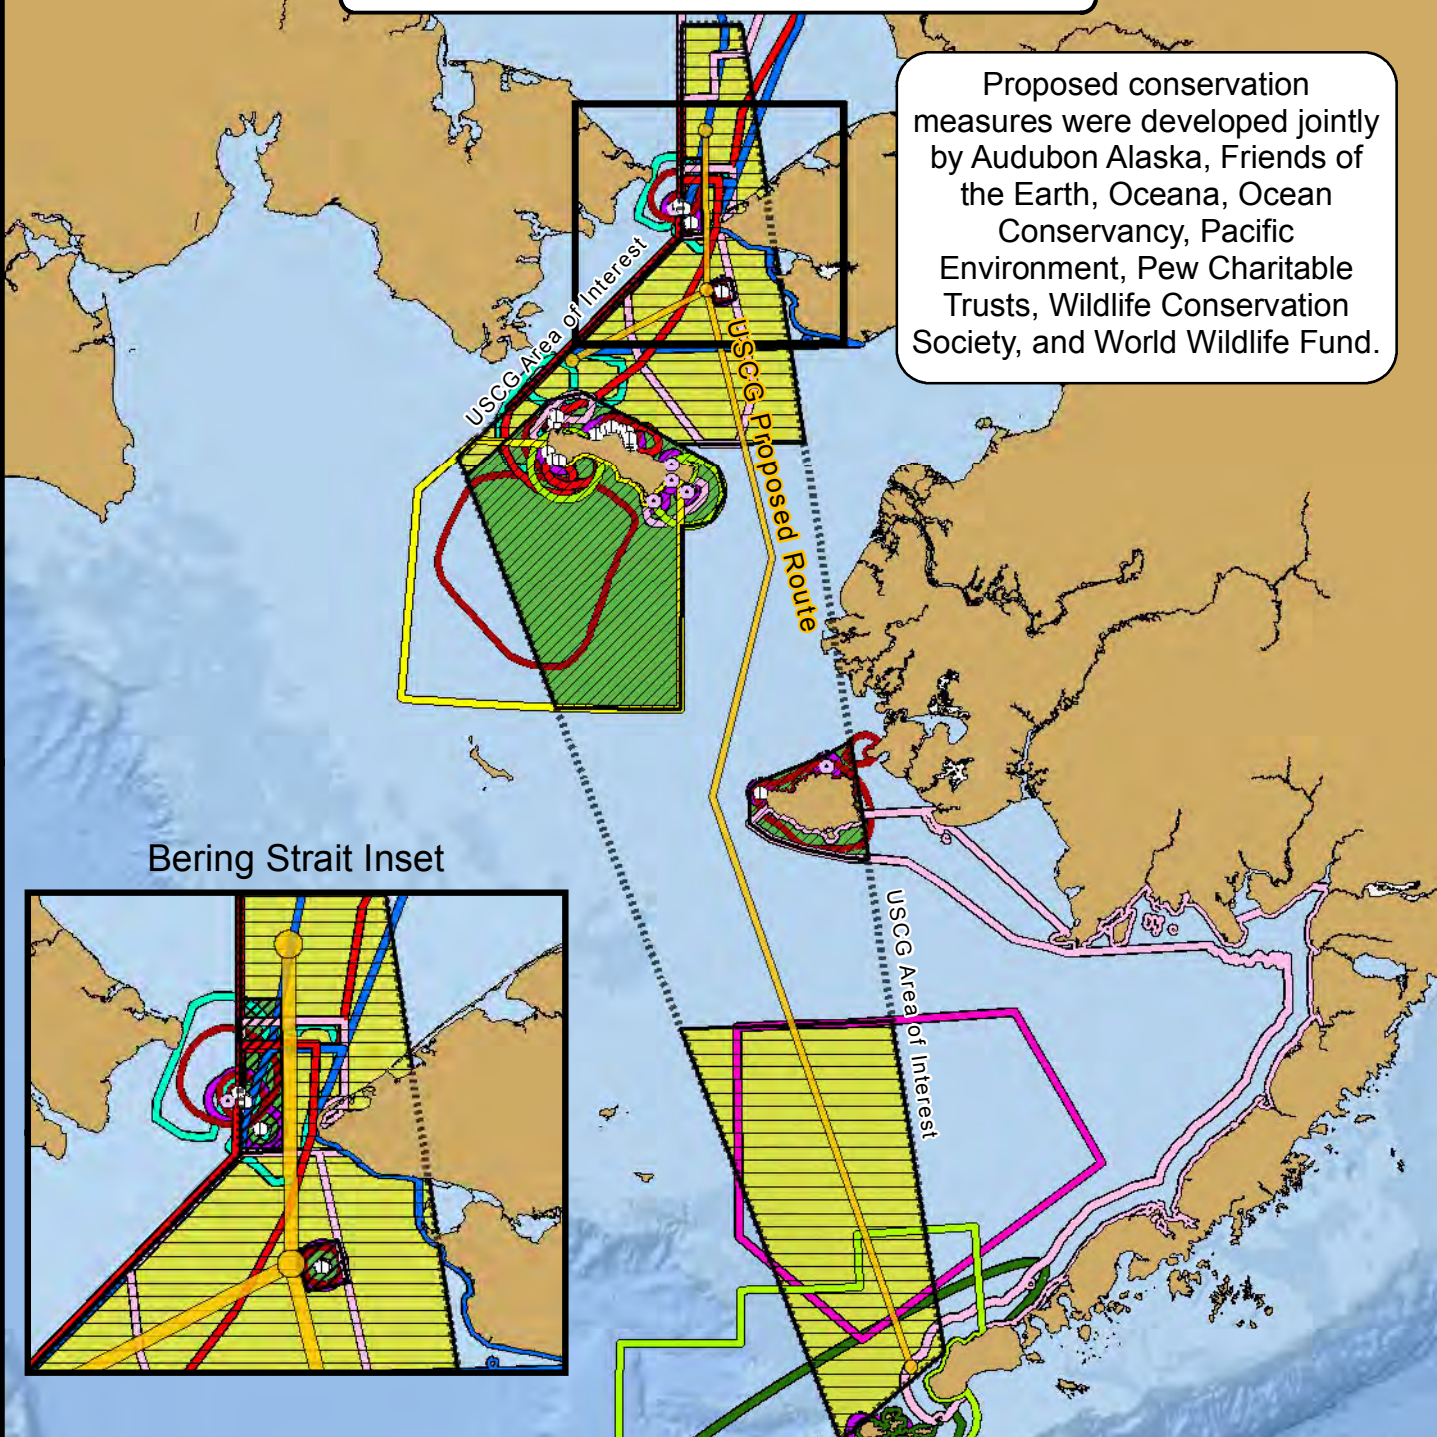 Proposed conservation
measures were developed jointly
by Audubon Alaska, Friends of
the Earth, Oceana, Ocean
Conservancy, Pacific
Environment, Pew Charitable
Trusts, Wildlife Conservation
Society, and World Wildlife Fund.
USCG Area of Interest
USCG Proposed Route
USCG Area of Interest
Bering Strait Inset